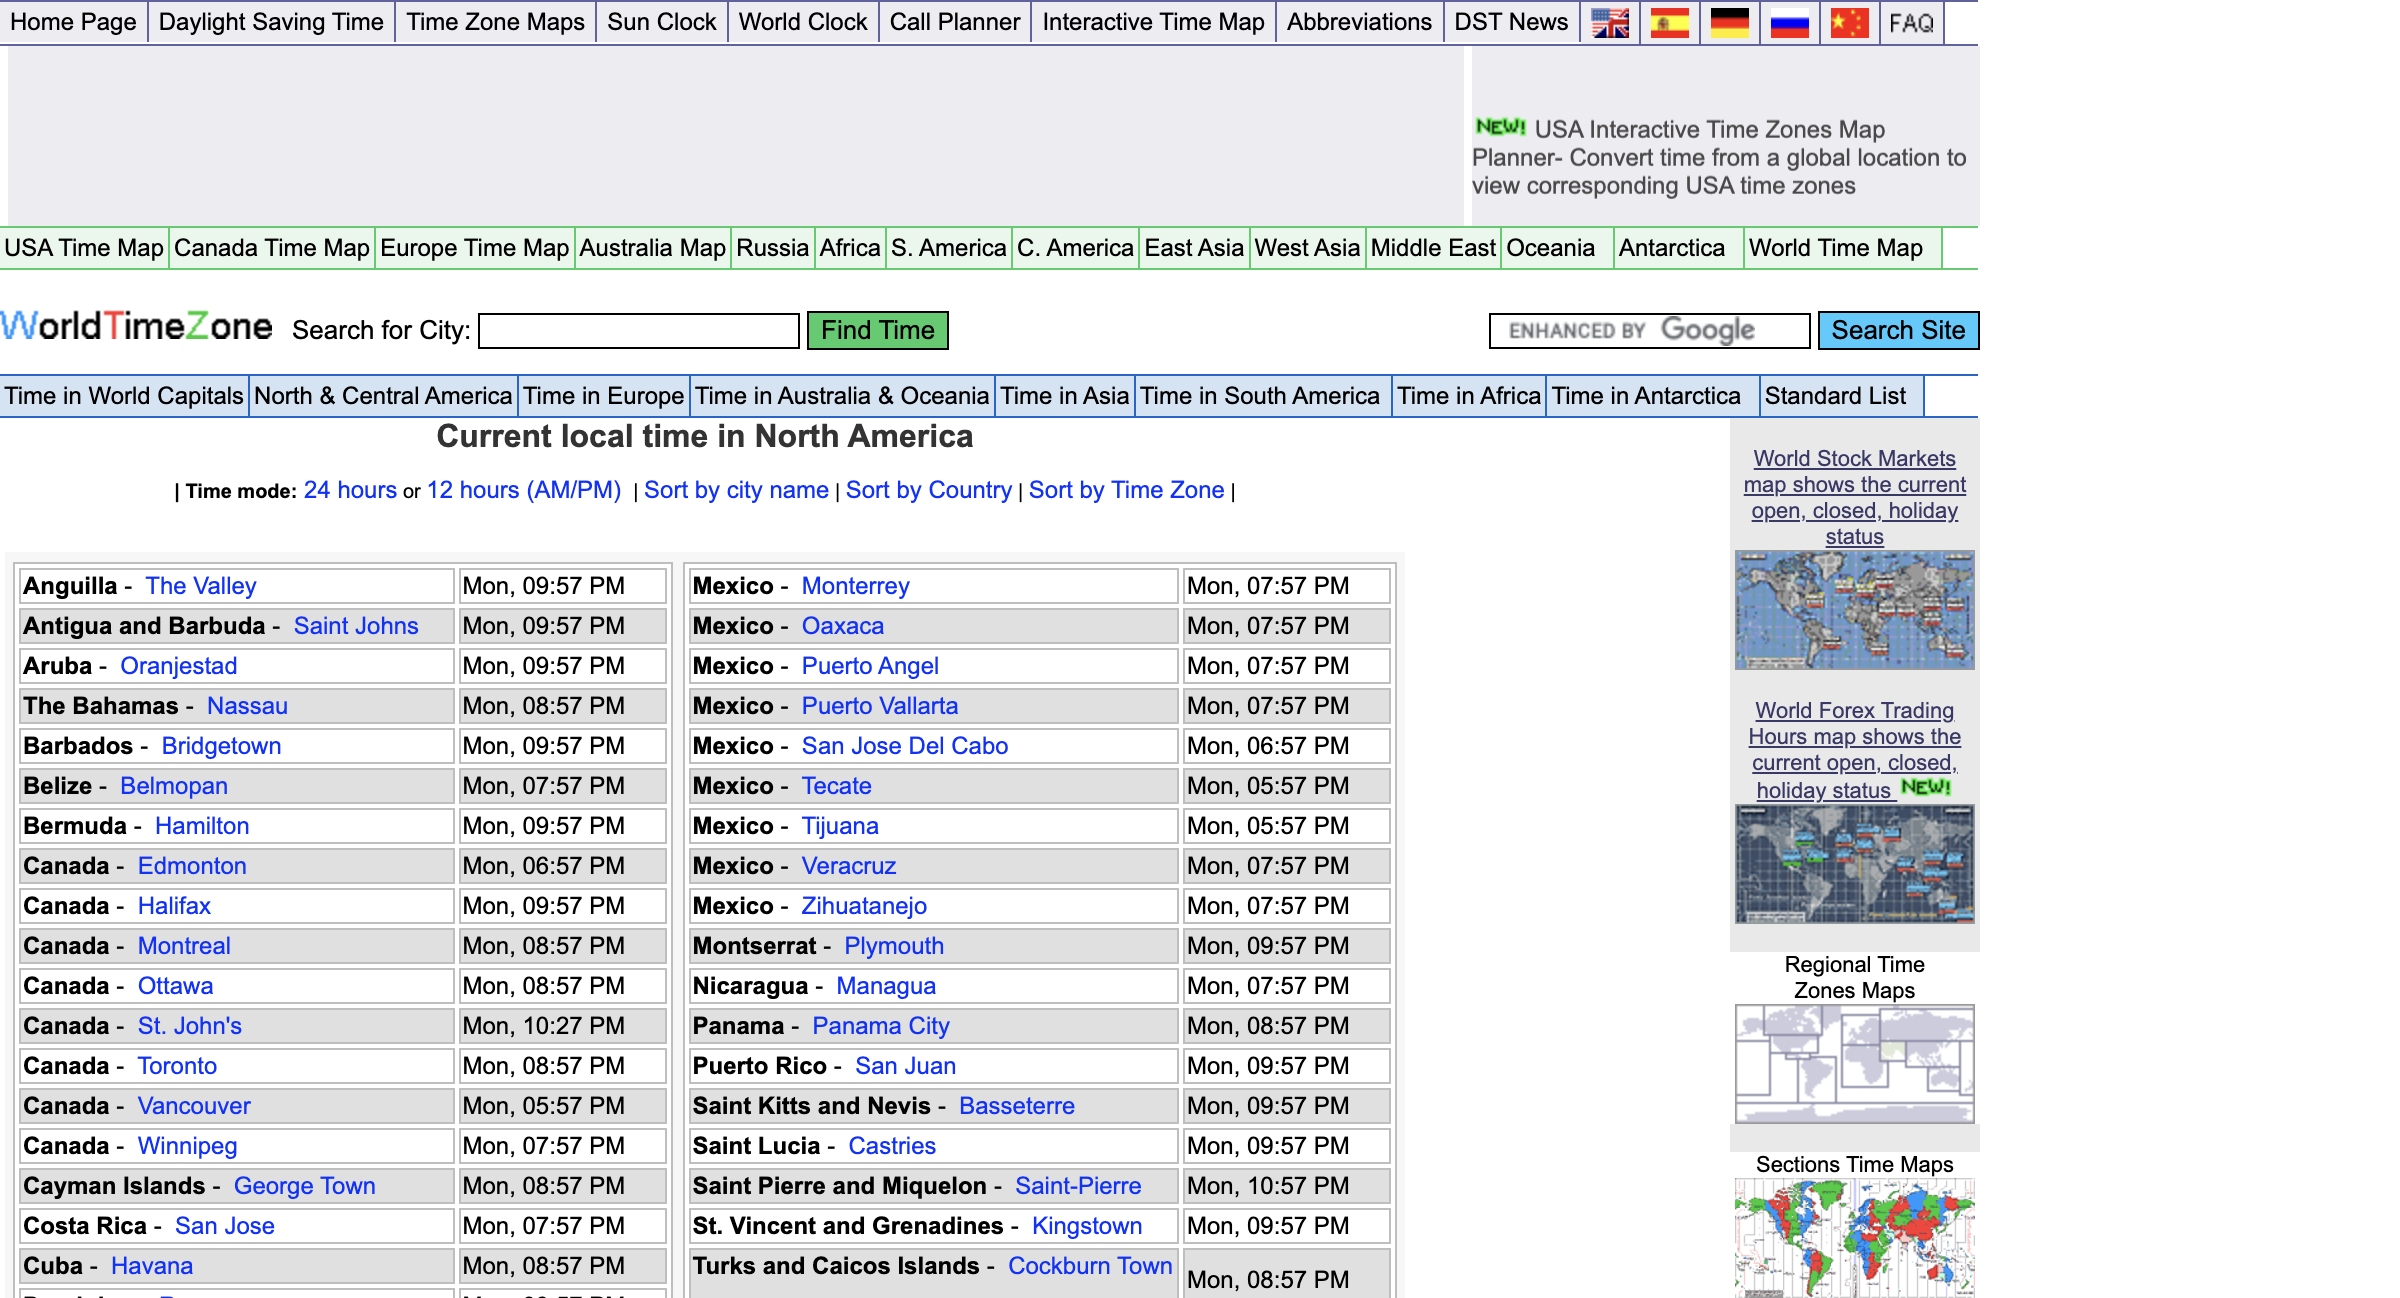 Home Page Daylight Saving Time Time Zone Maps Sun Clock World Clock Call Planner Interactive Time Map Abbreviations DST News FAQ
NEW! USA Interactive Time Zones Map
Planner- Convert time from a global location to
view corresponding USA time zones
USA Time Map Canada Time Map Europe Time Map Australia Map Russia Africa S. America C. America East Asia West Asia Middle East Oceania Antarctica World Time Map
WorldTimeZone Search for City: Find Time ENHANCED BY Google Search Site
Time in World Capitals North & Central America Time in Europe Time in Australia & Oceania Time in Asia Time in South America Time in Africa Time in Antarctica Standard List
Current local time in North America
| Time mode: 24 hours or 12 hours (AM/PM) | Sort by city name | Sort by Country | Sort by Time Zone |
Anguilla - The Valley Mon, 09:57 PM
Antigua and Barbuda - Saint Johns Mon, 09:57 PM
Aruba - Oranjestad Mon, 09:57 PM
The Bahamas - Nassau Mon, 08:57 PM
Barbados - Bridgetown Mon, 09:57 PM
Belize - Belmopan Mon, 07:57 PM
Bermuda - Hamilton Mon, 09:57 PM
Canada - Edmonton Mon, 06:57 PM
Canada - Halifax Mon, 09:57 PM
Canada - Montreal Mon, 08:57 PM
Canada - Ottawa Mon, 08:57 PM
Canada - St. John's Mon, 10:27 PM
Canada - Toronto Mon, 08:57 PM
Canada - Vancouver Mon, 05:57 PM
Canada - Winnipeg Mon, 07:57 PM
Cayman Islands - George Town Mon, 08:57 PM
Costa Rica - San Jose Mon, 07:57 PM
Cuba - Havana Mon, 08:57 PM
Mexico - Monterrey Mon, 07:57 PM
Mexico - Oaxaca Mon, 07:57 PM
Mexico - Puerto Angel Mon, 07:57 PM
Mexico - Puerto Vallarta Mon, 07:57 PM
Mexico - San Jose Del Cabo Mon, 06:57 PM
Mexico - Tecate Mon, 05:57 PM
Mexico - Tijuana Mon, 05:57 PM
Mexico - Veracruz Mon, 07:57 PM
Mexico - Zihuatanejo Mon, 07:57 PM
Montserrat - Plymouth Mon, 09:57 PM
Nicaragua - Managua Mon, 07:57 PM
Panama - Panama City Mon, 08:57 PM
Puerto Rico - San Juan Mon, 09:57 PM
Saint Kitts and Nevis - Basseterre Mon, 09:57 PM
Saint Lucia - Castries Mon, 09:57 PM
Saint Pierre and Miquelon - Saint-Pierre Mon, 10:57 PM
St. Vincent and Grenadines - Kingstown Mon, 09:57 PM
Turks and Caicos Islands - Cockburn Town Mon, 08:57 PM
World Stock Markets
map shows the current
open, closed, holiday
status
World Forex Trading
Hours map shows the
current open, closed,
holiday status NEW!
Regional Time
Zones Maps
Sections Time Maps